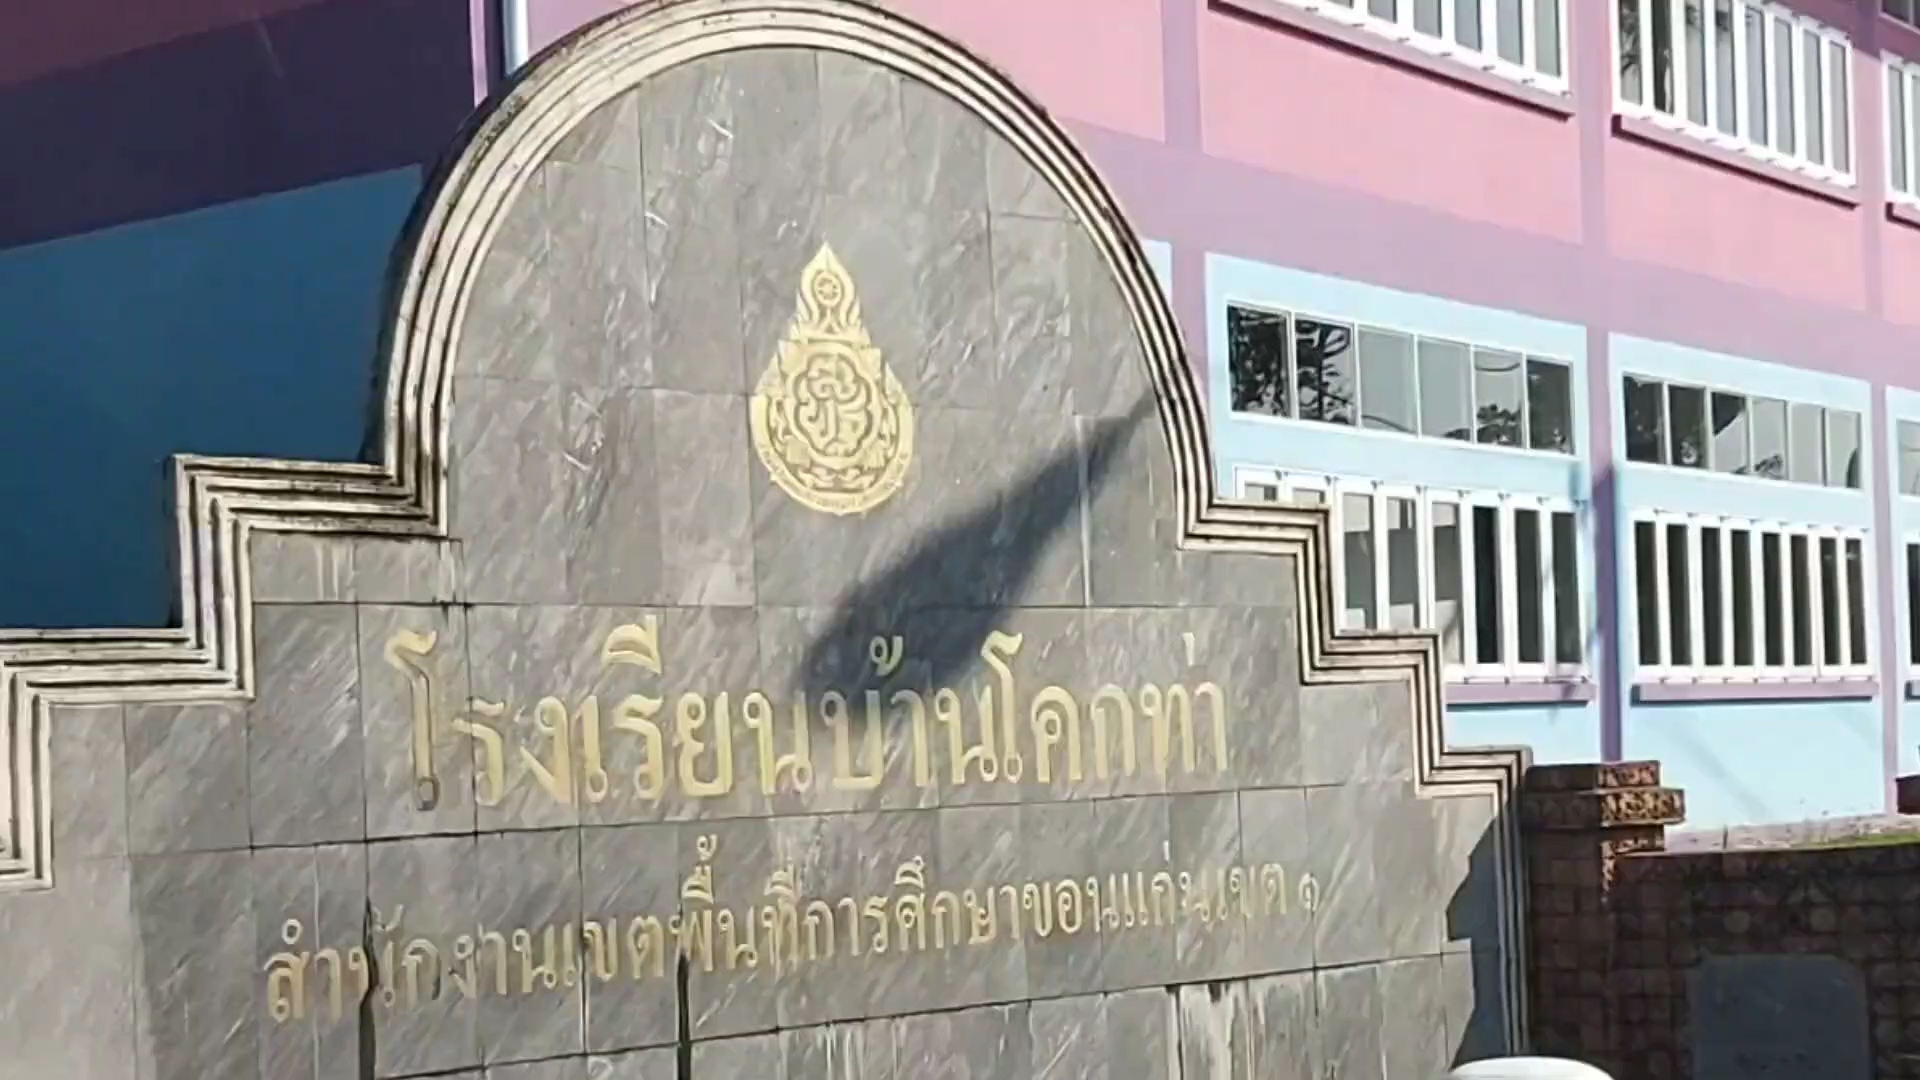 โรงเรียนบ้านโคกท่า
สำนักงานเขตพื้นที่การศึกษาขอนแก่นเขต ๑